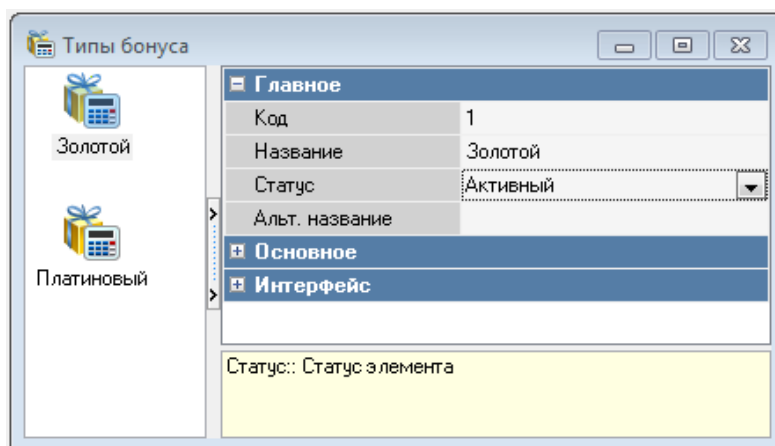 Типы бонуса
Золотой
Платиновый
Главное
Код 1
Название Золотой
Статус Активный
Альт. название
Основное
Интерфейс
Статус:: Статус элемента